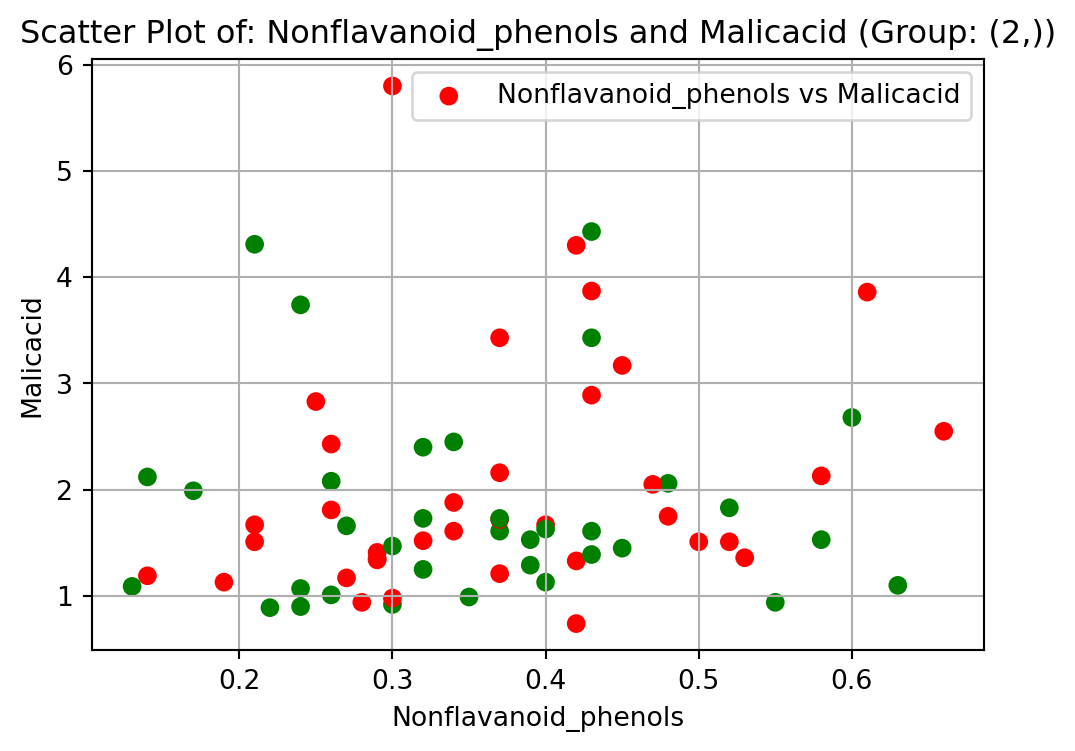 Scatter Plot of: Nonflavanoid_phenols and Malicacid (Group: (2,))
Nonflavanoid_phenols vs Malicacid
6
5
4
3
2
1
Malicacid
0.2 0.3 0.4 0.5 0.6
Nonflavanoid_phenols